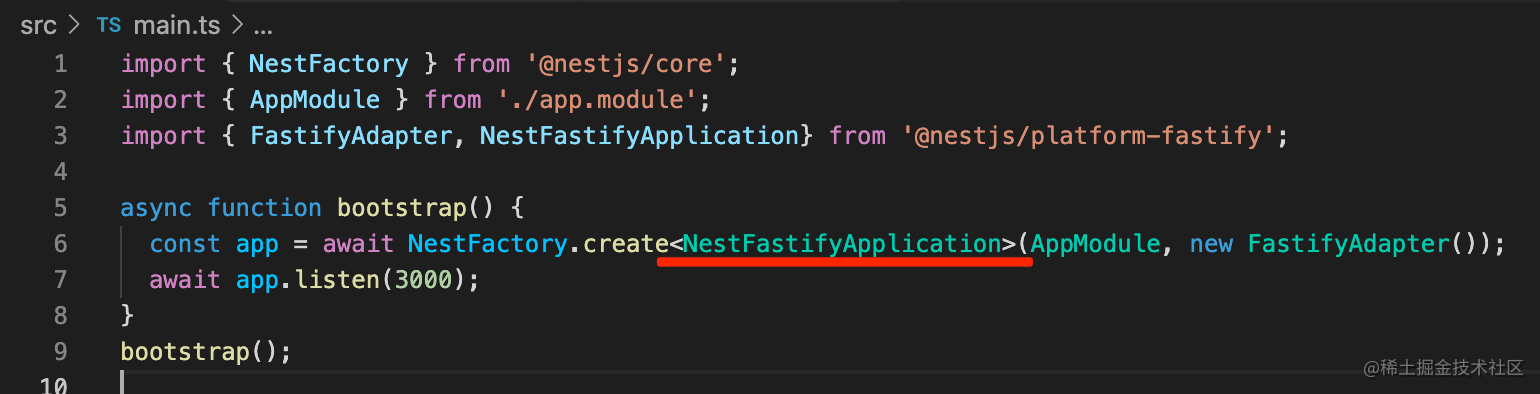 src > TS main.ts > ...
1 import { NestFactory } from '@nestjs/core';
2 import { AppModule } from './app.module';
3 import { FastifyAdapter, NestFastifyApplication} from '@nestjs/platform-fastify';
4
5 async function bootstrap() {
6 const app = await NestFactory.create<NestFastifyApplication>(AppModule, new FastifyAdapter());
7 await app.listen(3000);
8 }
9 bootstrap();
10
@稀土掘金技术社区